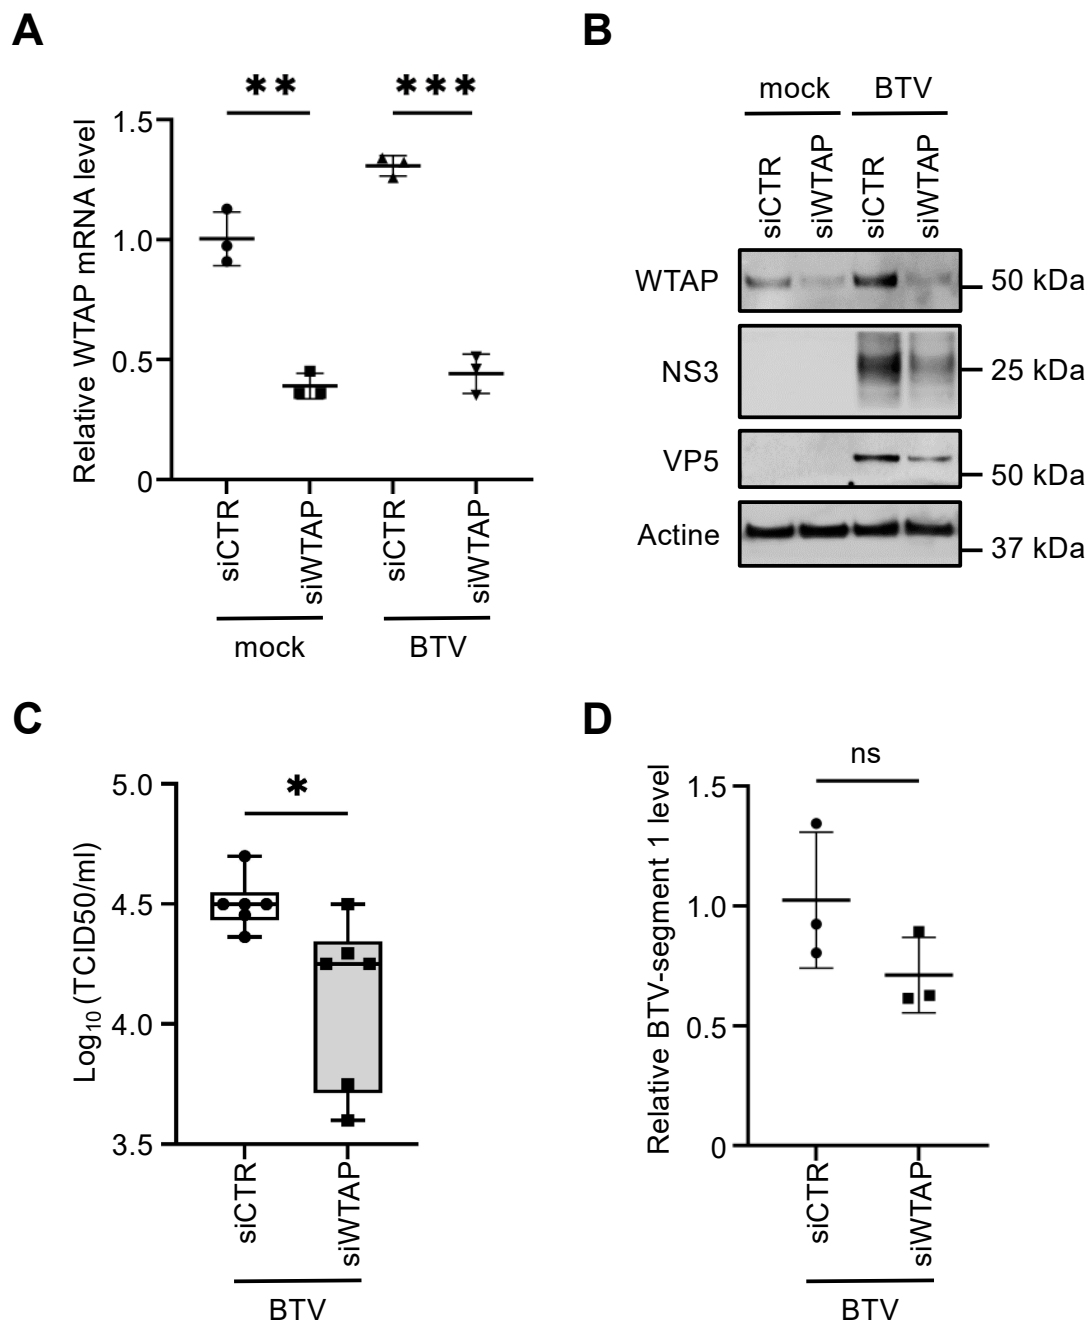 A
Relative WTAP mRNA level
** ***
1.5
1.0
0.5
0
siCTR siWTAP siCTR siWTAP
mock BTV
B
mock BTV
siCTR siWTAP siCTR siWTAP
WTAP 50 kDa
NS3 25 kDa
VP5 50 kDa
Actine 37 kDa
C
Log10 (TCID50/ml)
*
5.0
4.5
4.0
3.5
siCTR siWTAP
BTV
D
Relative BTV-segment 1 level
ns
1.5
1.0
0.5
0
siCTR siWTAP
BTV